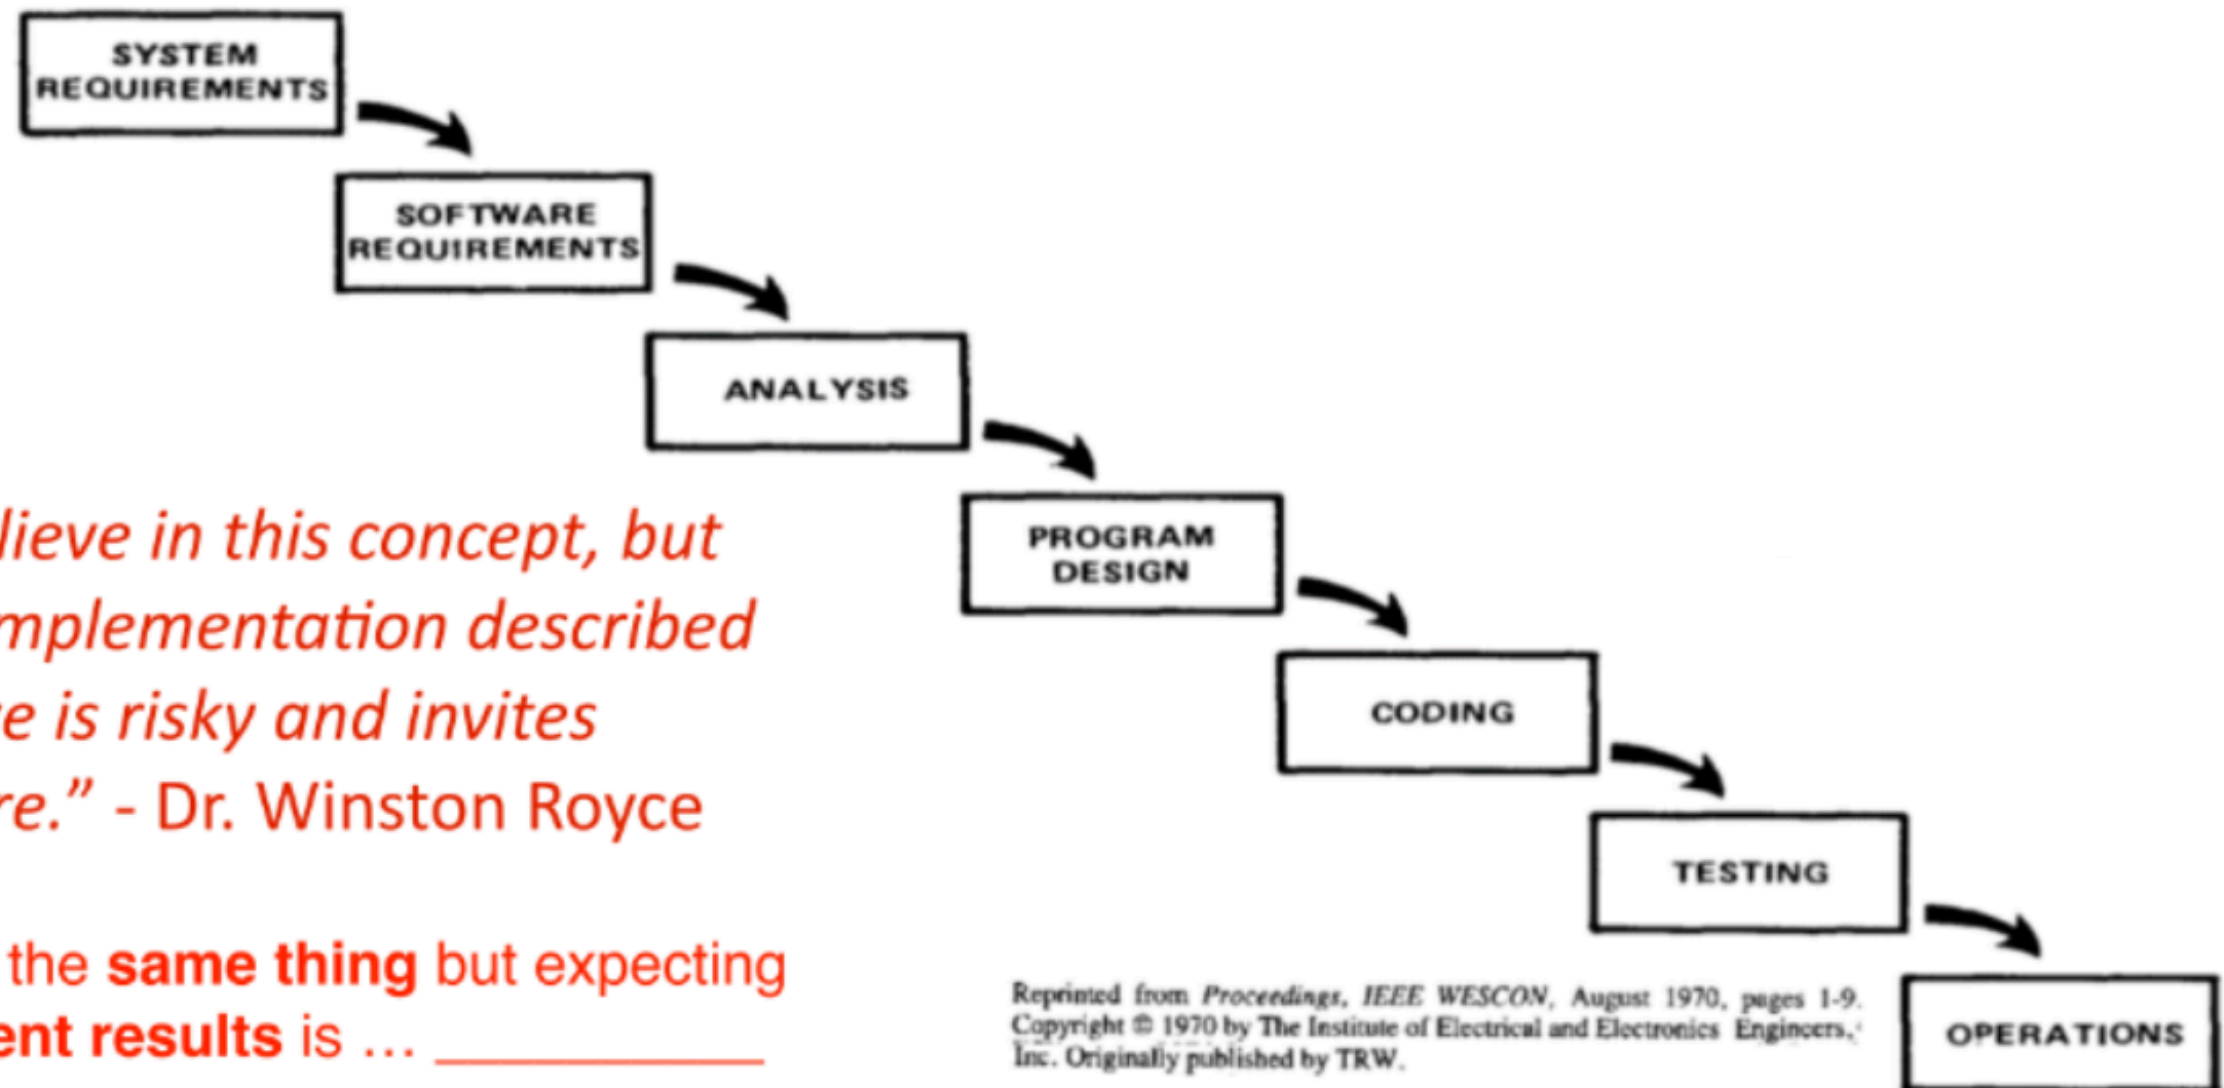 SYSTEM
REQUIREMENTS
SOFTWARE
REQUIREMENTS
ANALYSIS
PROGRAM
DESIGN
CODING
TESTING
OPERATIONS
lieve in this concept, but
mplementation described
e is risky and invites
re.” - Dr. Winston Royce
the same thing but expecting
ent results is … __________
Reprinted from Proceedings, IEEE WESCON, August 1970, pages 1-9.
Copyright © 1970 by The Institute of Electrical and Electronics Engineers,
Inc. Originally published by TRW.